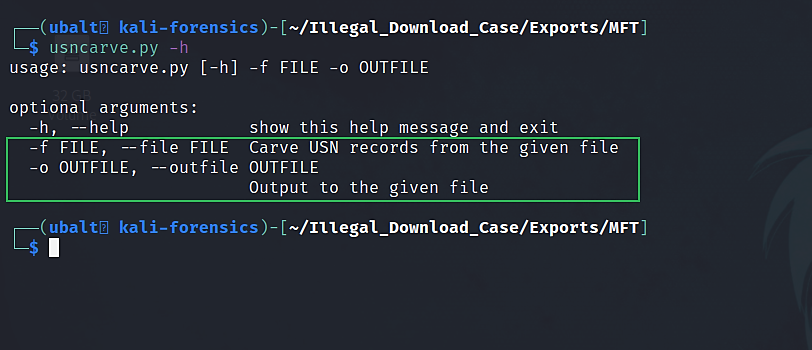 ┌──(ubalt㉿ kali-forensics)-[~/Illegal_Download_Case/Exports/MFT]
└─$ usncarve.py -h
usage: usncarve.py [-h] -f FILE -o OUTFILE
optional arguments:
-h, --help show this help message and exit
-f FILE, --file FILE Carve USN records from the given file
-o OUTFILE, --outfile OUTFILE
Output to the given file
┌──(ubalt kali-forensics)-[~/Illegal_Download_Case/Exports/MFT]
└─$